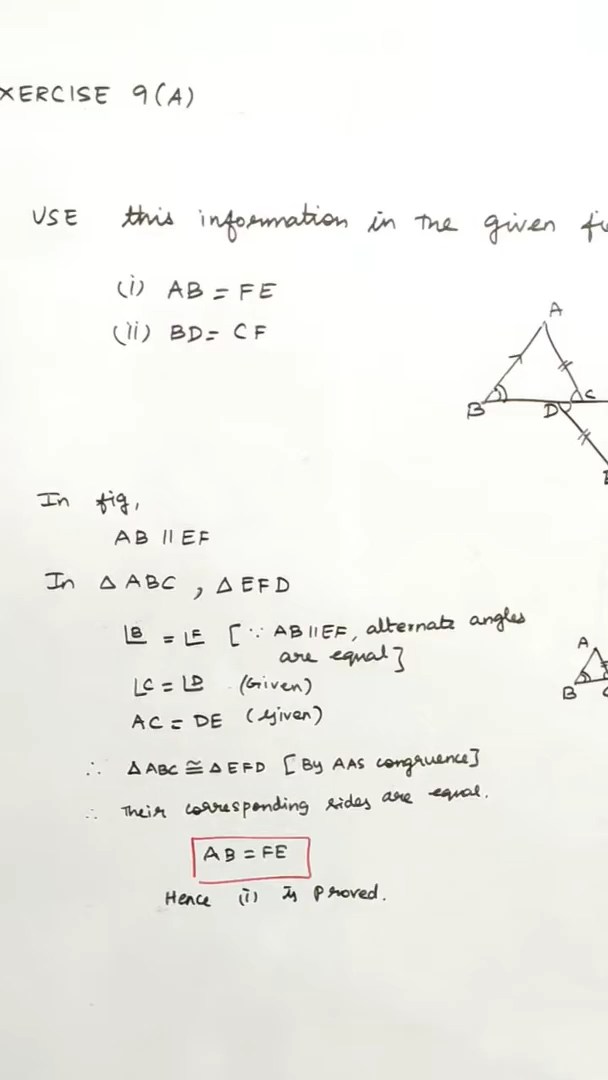 XERCISE 9(A)
USE this information in the given
(i) AB = FE
(ii) BD = CF
A
B
D
C
In fig,
AB || EF
In △ ABC , △ EFD
∠B = ∠F [∵ AB || EF, alternate angles
are equal]
∠C = ∠D (Given)
AC = DE (Given)
A
B
∴ △ ABC ≅ △ EFD [By AAS congruence]
∴ Their corresponding sides are equal.
AB = FE
Hence (i) is Proved.